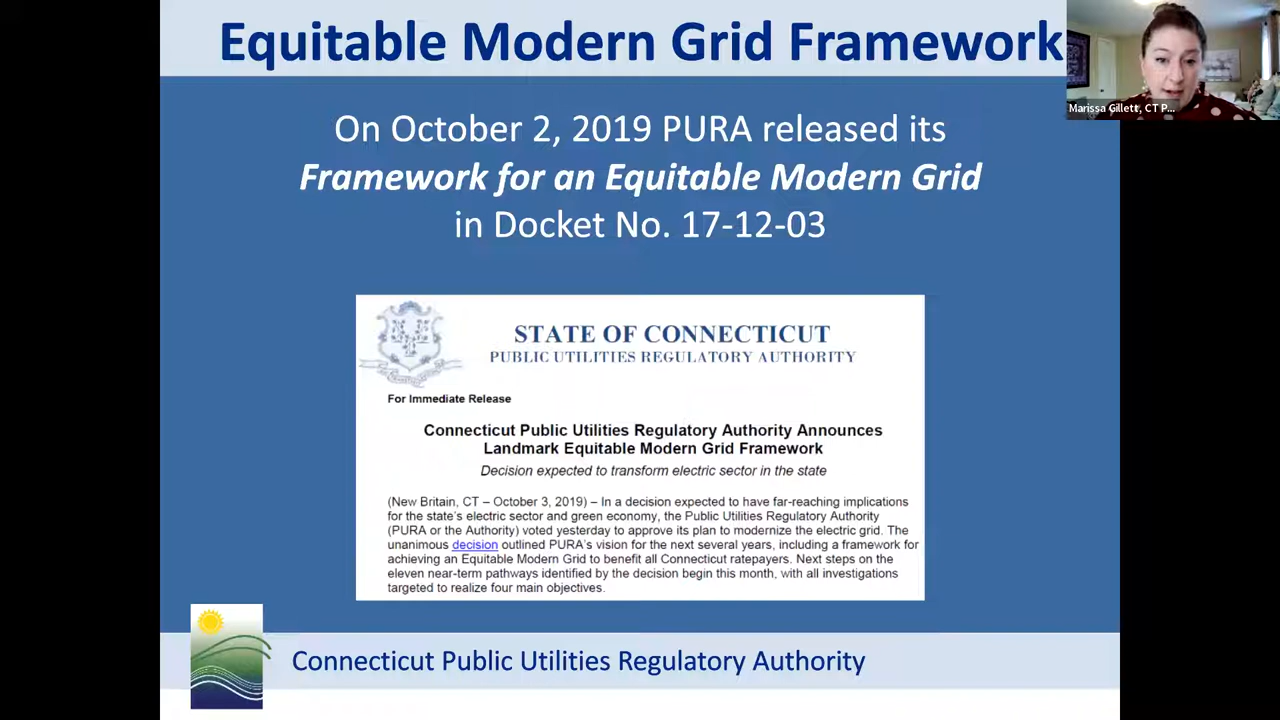 Equitable Modern Grid Framework
Marissa Gillett, CT P...
On October 2, 2019 PURA released its
Framework for an Equitable Modern Grid
in Docket No. 17-12-03
STATE OF CONNECTICUT
PUBLIC UTILITIES REGULATORY AUTHORITY
For Immediate Release
Connecticut Public Utilities Regulatory Authority Announces
Landmark Equitable Modern Grid Framework
Decision expected to transform electric sector in the state
(New Britain, CT – October 3, 2019) – In a decision expected to have far-reaching implications
for the state's electric sector and green economy, the Public Utilities Regulatory Authority
(PURA or the Authority) voted yesterday to approve its plan to modernize the electric grid. The
unanimous decision outlined PURA's vision for the next several years, including a framework for
achieving an Equitable Modern Grid to benefit all Connecticut ratepayers. Next steps on the
eleven near-term pathways identified by the decision begin this month, with all investigations
targeted to realize four main objectives.
Connecticut Public Utilities Regulatory Authority